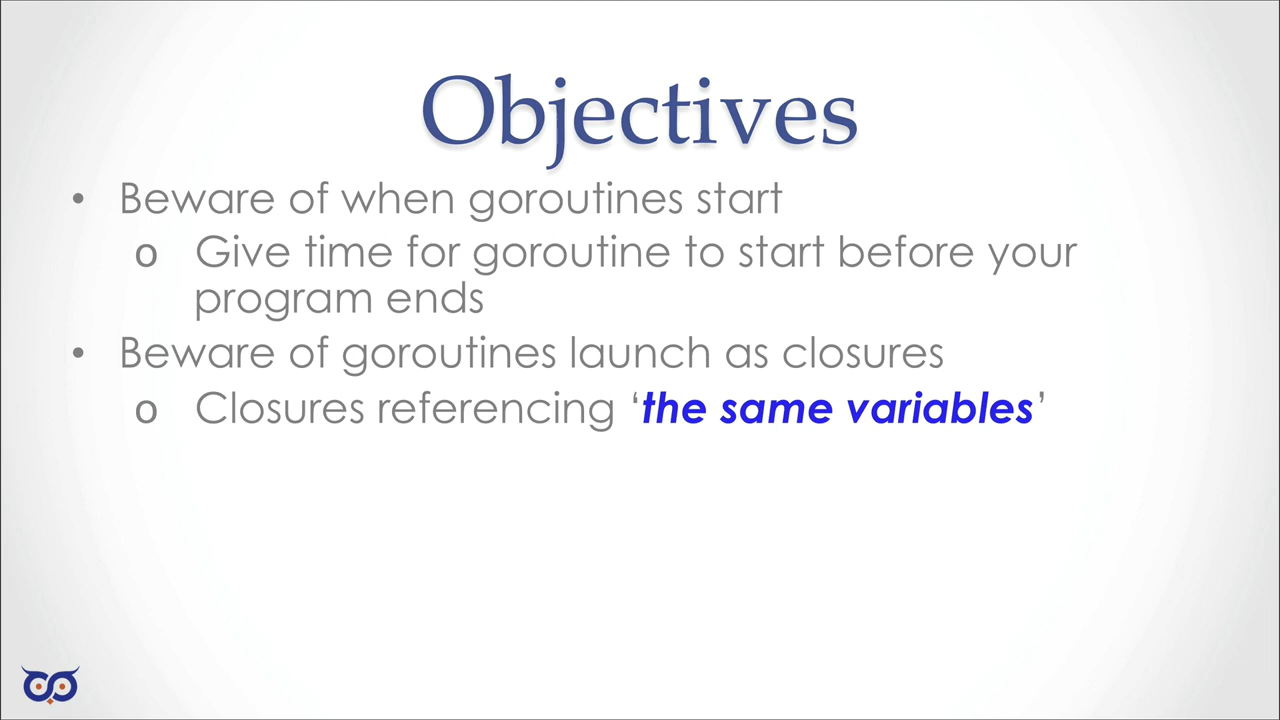 Objectives
• Beware of when goroutines start
o Give time for goroutine to start before your
program ends
• Beware of goroutines launch as closures
o Closures referencing ‘the same variables’